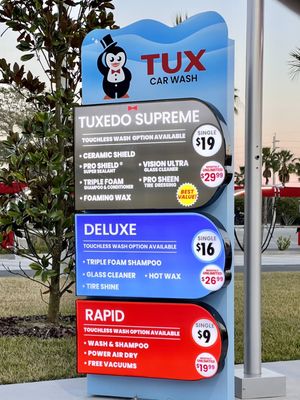 TUX
CAR WASH
TUXEDO SUPREME
TOUCHLESS WASH OPTION AVAILABLE
SINGLE
$19
• CERAMIC SHIELD
• PRO SHIELD®
SUPER SEALANT
• TRIPLE FOAM
SHAMPOO & CONDITIONER
• FOAMING WAX
• VISION ULTRA
GLASS CLEANER
• PRO SHEEN
TIRE DRESSING
UNLIMITED
$29.99
BEST
VALUE!
DELUXE
TOUCHLESS WASH OPTION AVAILABLE
SINGLE
$16
• TRIPLE FOAM SHAMPOO
• GLASS CLEANER
• HOT WAX
• TIRE SHINE
UNLIMITED
$26.99
RAPID
TOUCHLESS WASH OPTION AVAILABLE
SINGLE
$9
• WASH & SHAMPOO
• POWER AIR DRY
• FREE VACUUMS
UNLIMITED
$19.99